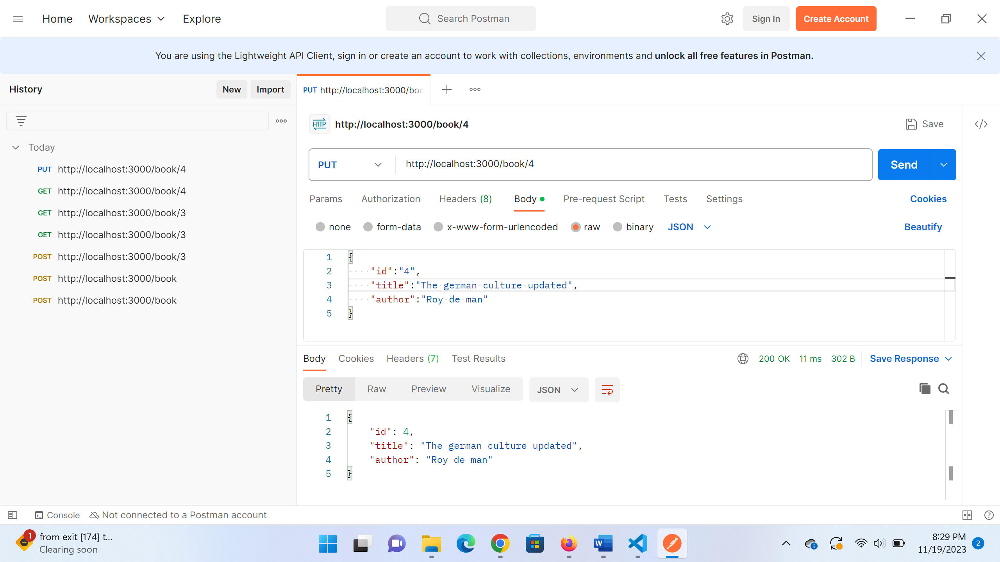 Home Workspaces Explore Search Postman Sign In Create Account
You are using the Lightweight API Client, sign in or create an account to work with collections, environments and unlock all free features in Postman.
History New Import PUT http://localhost:3000/boo
HTTP http://localhost:3000/book/4 Save
Today
PUT http://localhost:3000/book/4
GET http://localhost:3000/book/4
GET http://localhost:3000/book/3
GET http://localhost:3000/book/3
POST http://localhost:3000/book/3
POST http://localhost:3000/book
POST http://localhost:3000/book
PUT http://localhost:3000/book/4 Send
Params Authorization Headers (8) Body Pre-request Script Tests Settings Cookies
none form-data x-www-form-urlencoded raw binary JSON Beautify
1 {
2 "id":"4",
3 "title":"The german culture updated",
4 "author":"Roy de man"
5 }
Body Cookies Headers (7) Test Results 200 OK 11 ms 302 B Save Response
Pretty Raw Preview Visualize JSON
1 {
2 "id": 4,
3 "title": "The german culture updated",
4 "author": "Roy de man"
5 }
Console Not connected to a Postman account
1 from exit [174] t...
Clearing soon
W
8:29 PM
11/19/2023
2